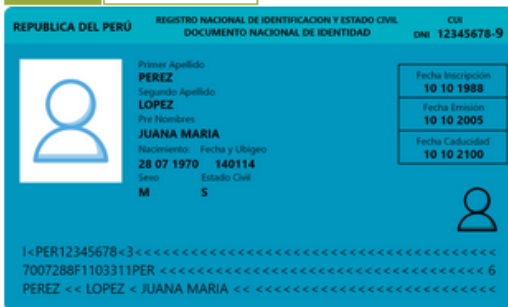 REPUBLICA DEL PERÚ
REGISTRO NACIONAL DE IDENTIFICACION Y ESTADO CIVIL
DOCUMENTO NACIONAL DE IDENTIDAD
CUI
DNI 12345678-9
Primer Apellido
PEREZ
Segundo Apellido
LOPEZ
Pre Nombres
JUANA MARIA
Nacimiento: Fecha y Ubigeo
28 07 1970 140114
Sexo Estado Civil
M S
Fecha Inscripción
10 10 1988
Fecha Emisión
10 10 2005
Fecha Caducidad
10 10 2100
I<PER12345678<3<<<<<<<<<<<<<<<<<<<<<<<<<<<<<<<<<<<
7007288F1103311PER <<<<<<<<<<<<<<<<<<<<<<<<<<<<<<< 6
PEREZ << LOPEZ < JUANA MARIA << << <<<<<<<<<<<<<<<<<<<<<<